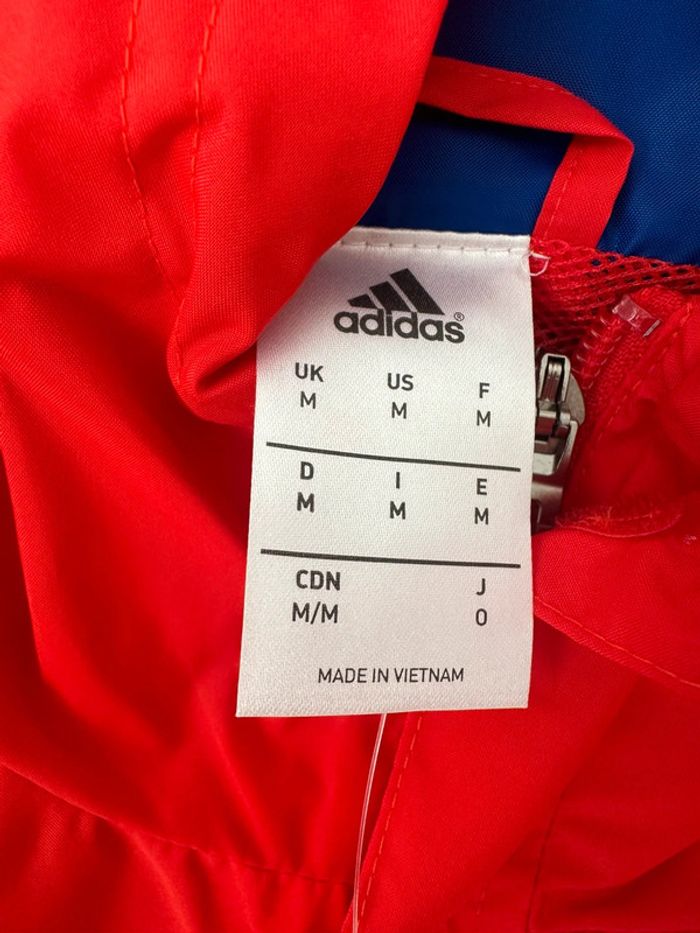 adidas®
UK US F
M M M
D I E
M M M
CDN J
M/M O
MADE IN VIETNAM